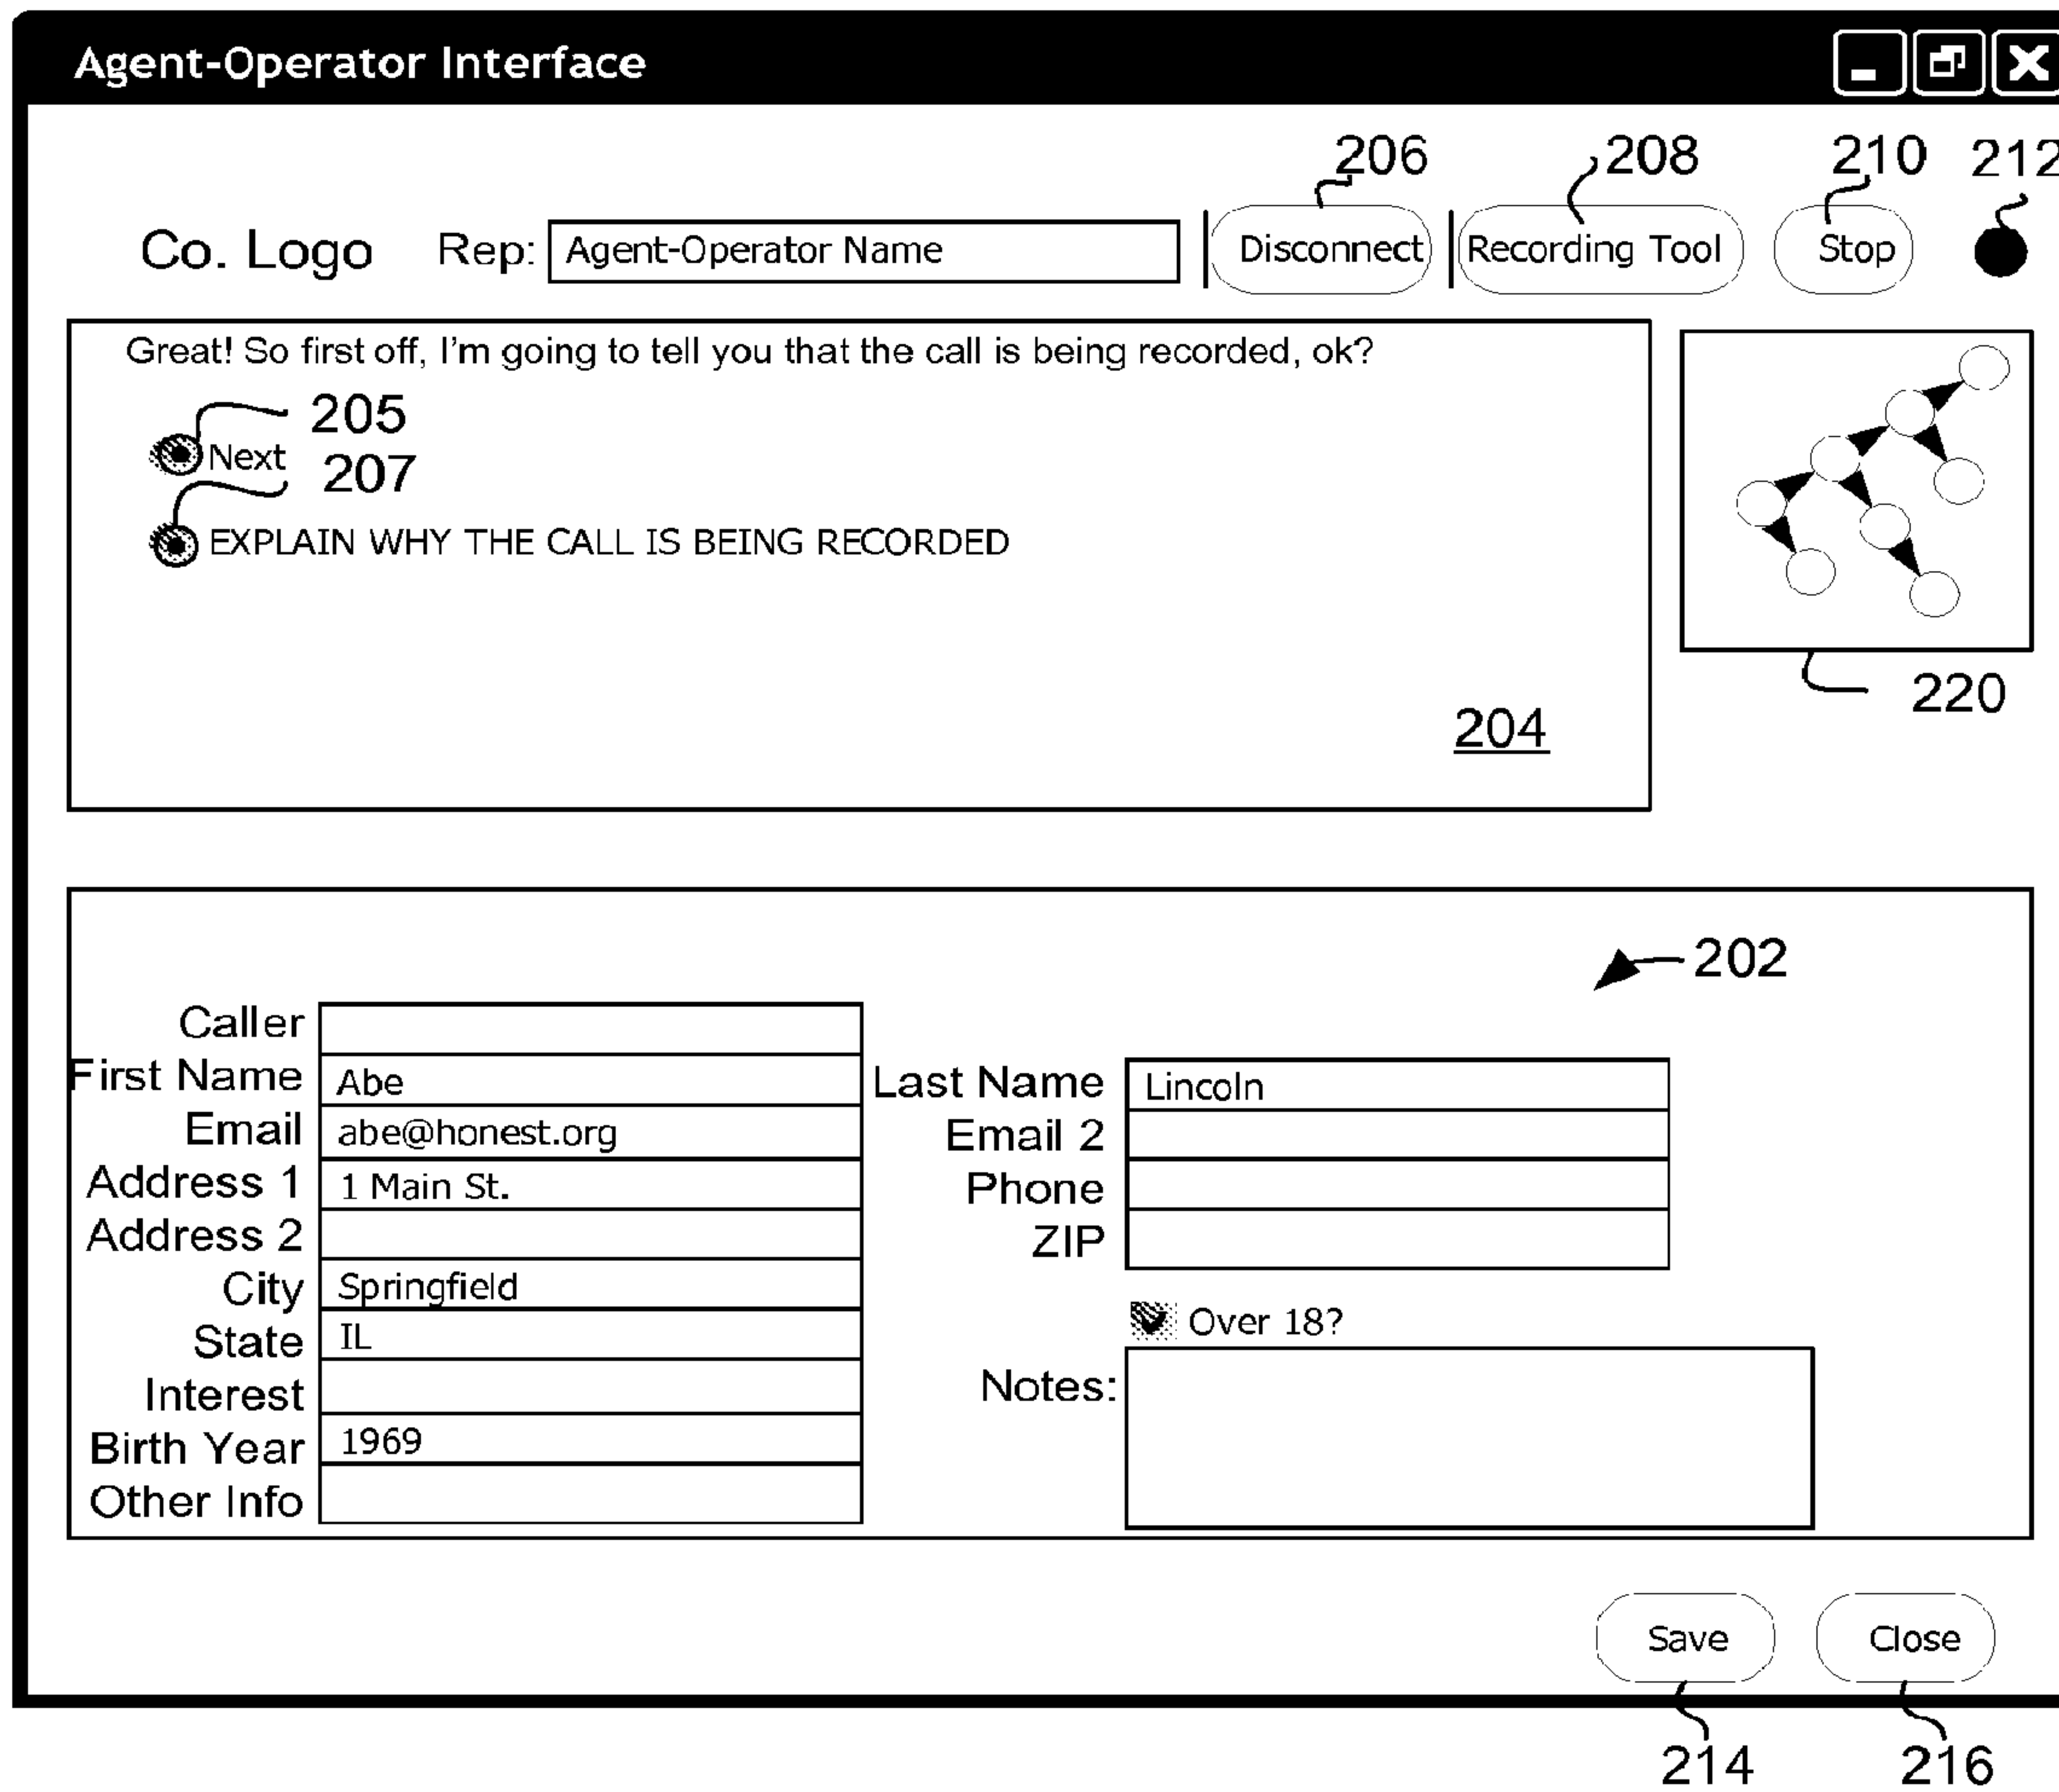 Agent-Operator Interface
206 208 210 212
Co. Logo Rep: Agent-Operator Name Disconnect Recording Tool Stop
Great! So first off, I'm going to tell you that the call is being recorded, ok?
205
Next
207
EXPLAIN WHY THE CALL IS BEING RECORDED
220
204
202
Caller
First Name Abe Last Name Lincoln
Email abe@honest.org Email 2
Address 1 1 Main St. Phone
Address 2 ZIP
City Springfield
Over 18?
State IL
Interest Notes:
Birth Year 1969
Other Info
Save Close
214 216